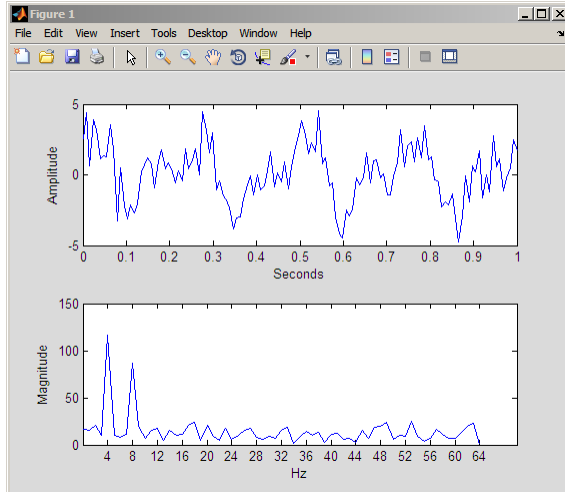 Figure 1
File Edit View Insert Tools Desktop Window Help
5
0
-5
Amplitude
0 0.1 0.2 0.3 0.4 0.5 0.6 0.7 0.8 0.9 1
Seconds
150
100
50
0
Magnitude
4 8 12 16 20 24 28 32 36 40 44 48 52 56 60 64
Hz